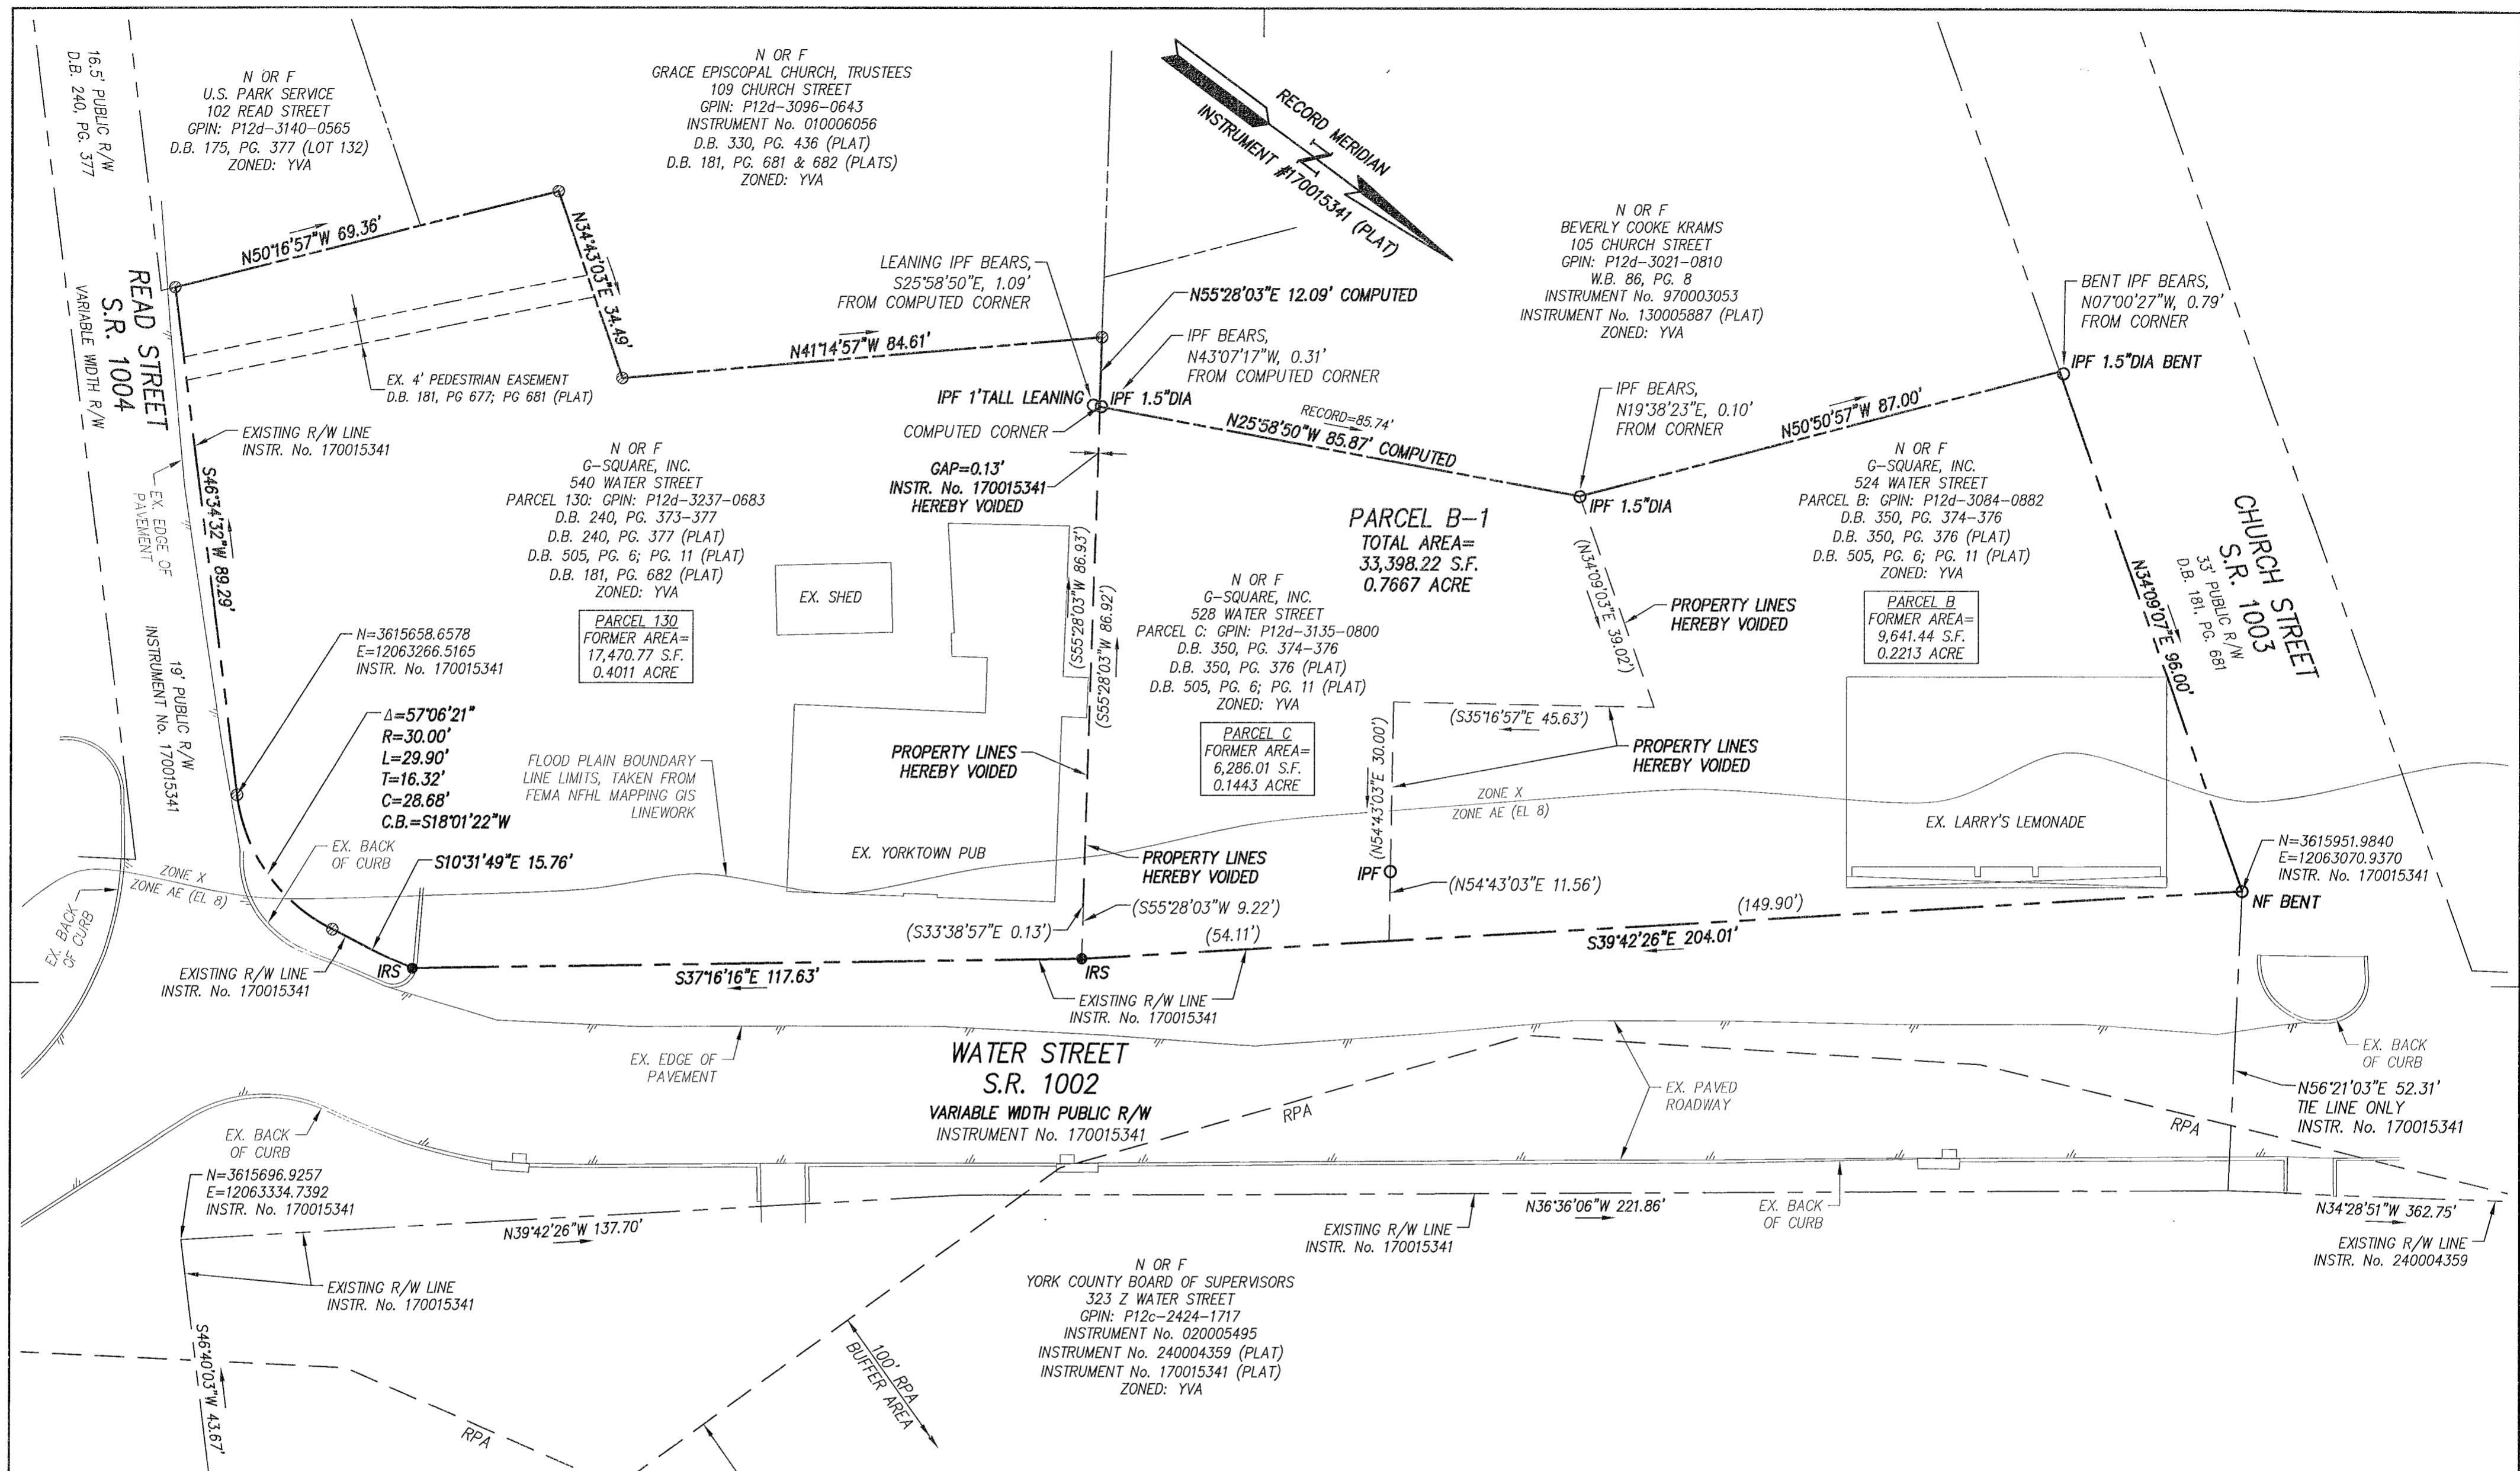 16.5' PUBLIC R/W
D.B. 240, PG. 377
N OR F
U.S. PARK SERVICE
102 READ STREET
GPIN: P12d-3140-0565
D.B. 175, PG. 377 (LOT 132)
ZONED: YVA
N OR F
GRACE EPISCOPAL CHURCH, TRUSTEES
109 CHURCH STREET
GPIN: P12d-3096-0643
INSTRUMENT No. 010006056
D.B. 330, PG. 436 (PLAT)
D.B. 181, PG. 681 & 682 (PLATS)
ZONED: YVA
RECORD MERIDIAN
N
INSTRUMENT #170015341 (PLAT)
N OR F
BEVERLY COOKE KRAMS
105 CHURCH STREET
GPIN: P12d-3021-0810
W.B. 86, PG. 8
INSTRUMENT No. 970003053
INSTRUMENT No. 130005887 (PLAT)
ZONED: YVA
N50°16'57"W 69.36'
N34°43'03"E 34.49'
LEANING IPF BEARS,
S25°58'50"E, 1.09'
FROM COMPUTED CORNER
N55°28'03"E 12.09' COMPUTED
IPF BEARS,
N43°07'17"W, 0.31'
FROM COMPUTED CORNER
N41°14'57"W 84.61'
IPF 1'TALL LEANING
IPF 1.5"DIA
COMPUTED CORNER
RECORD=85.74'
N25°58'50"W 85.87' COMPUTED
IPF BEARS,
N19°38'23"E, 0.10'
FROM CORNER
IPF 1.5"DIA
N50°50'57"W 87.00'
BENT IPF BEARS,
N07°00'27"W, 0.79'
FROM CORNER
IPF 1.5"DIA BENT
READ STREET
S.R. 1004
VARIABLE WIDTH R/W
EX. 4' PEDESTRIAN EASEMENT
D.B. 181, PG 677; PG 681 (PLAT)
EXISTING R/W LINE
INSTR. No. 170015341
S46°34'32"W 89.29'
EX. EDGE OF
PAVEMENT
19' PUBLIC R/W
INSTRUMENT No. 170015341
N OR F
G-SQUARE, INC.
540 WATER STREET
PARCEL 130: GPIN: P12d-3237-0683
D.B. 240, PG. 373-377
D.B. 240, PG. 377 (PLAT)
D.B. 505, PG. 6; PG. 11 (PLAT)
D.B. 181, PG. 682 (PLAT)
ZONED: YVA
PARCEL 130
FORMER AREA=
17,470.77 S.F.
0.4011 ACRE
GAP=0.13'
INSTR. No. 170015341
HEREBY VOIDED
EX. SHED
(S55°28'03"W 86.93')
(S55°28'03"W 86.92')
PARCEL B-1
TOTAL AREA=
33,398.22 S.F.
0.7667 ACRE
N OR F
G-SQUARE, INC.
528 WATER STREET
PARCEL C: GPIN: P12d-3135-0800
D.B. 350, PG. 374-376
D.B. 350, PG. 376 (PLAT)
D.B. 505, PG. 6; PG. 11 (PLAT)
ZONED: YVA
PARCEL C
FORMER AREA=
6,286.01 S.F.
0.1443 ACRE
(N34°09'03"E 39.02')
PROPERTY LINES
HEREBY VOIDED
N OR F
G-SQUARE, INC.
524 WATER STREET
PARCEL B: GPIN: P12d-3084-0882
D.B. 350, PG. 374-376
D.B. 350, PG. 376 (PLAT)
D.B. 505, PG. 6; PG. 11 (PLAT)
ZONED: YVA
PARCEL B
FORMER AREA=
9,641.44 S.F.
0.2213 ACRE
CHURCH STREET
S.R. 1003
33' PUBLIC R/W
D.B. 181, PG. 681
N34°09'07"E 96.00'
N=3615658.6578
E=12063266.5165
INSTR. No. 170015341
Δ=57°06'21"
R=30.00'
L=29.90'
T=16.32'
C=28.68'
C.B.=S18°01'22"W
FLOOD PLAIN BOUNDARY
LINE LIMITS, TAKEN FROM
FEMA NFHL MAPPING GIS
LINEWORK
PROPERTY LINES
HEREBY VOIDED
(S35°16'57"E 45.63')
(N54°43'03"E 30.00')
PROPERTY LINES
HEREBY VOIDED
ZONE X
ZONE AE (EL 8)
EX. LARRY'S LEMONADE
N=3615951.9840
E=12063070.9370
INSTR. No. 170015341
NF BENT
EX. BACK
OF CURB
S10°31'49"E 15.76'
EX. YORKTOWN PUB
PROPERTY LINES
HEREBY VOIDED
IPF
(N54°43'03"E 11.56')
ZONE X
ZONE AE (EL 8)
EX. BACK
OF CURB
(S55°28'03"W 9.22')
(S33°38'57"E 0.13')
(54.11')
(149.90')
S39°42'26"E 204.01'
EXISTING R/W LINE
INSTR. No. 170015341
IRS
S37°16'16"E 117.63'
IRS
EXISTING R/W LINE
INSTR. No. 170015341
EX. EDGE OF
PAVEMENT
WATER STREET
S.R. 1002
VARIABLE WIDTH PUBLIC R/W
INSTRUMENT No. 170015341
RPA
EX. PAVED
ROADWAY
EX. BACK
OF CURB
N56°21'03"E 52.31'
TIE LINE ONLY
INSTR. No. 170015341
RPA
EX. BACK
OF CURB
N=3615696.9257
E=12063334.7392
INSTR. No. 170015341
N39°42'26"W 137.70'
EXISTING R/W LINE
INSTR. No. 170015341
N36°36'06"W 221.86'
EX. BACK
OF CURB
N34°28'51"W 362.75'
EXISTING R/W LINE
INSTR. No. 240004359
EXISTING R/W LINE
INSTR. No. 170015341
S46°40'03"W 43.67'
RPA
100' RPA
BUFFER AREA
N OR F
YORK COUNTY BOARD OF SUPERVISORS
323 Z WATER STREET
GPIN: P12c-2424-1717
INSTRUMENT No. 020005495
INSTRUMENT No. 240004359 (PLAT)
INSTRUMENT No. 170015341 (PLAT)
ZONED: YVA